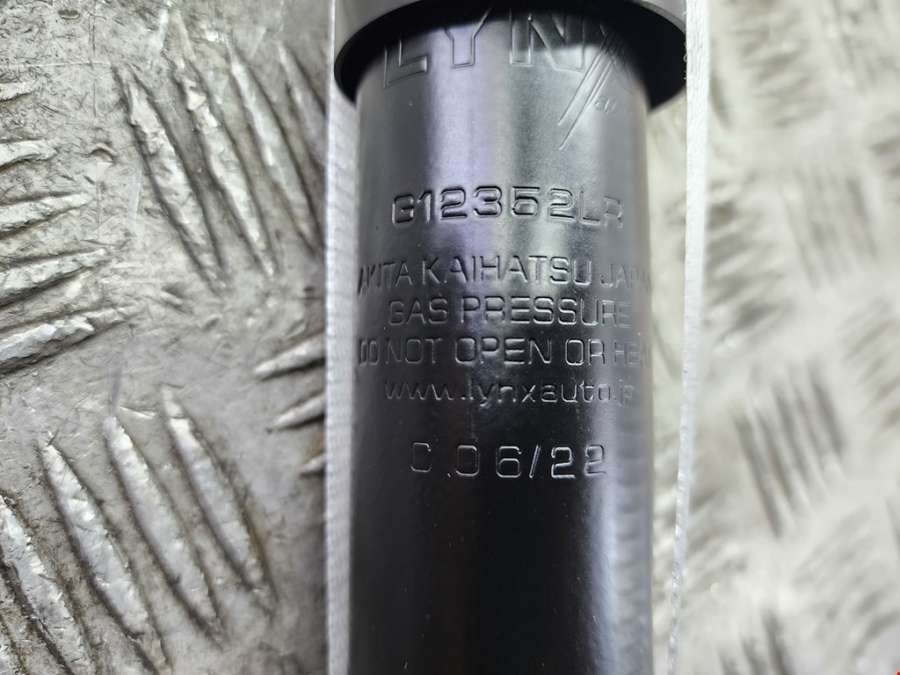 LYNX
G12352LR
AKITA KAIHATSU JAPAN
GAS PRESSURE
DO NOT OPEN OR HEAT
www.lynxauto.jp
C.06/22